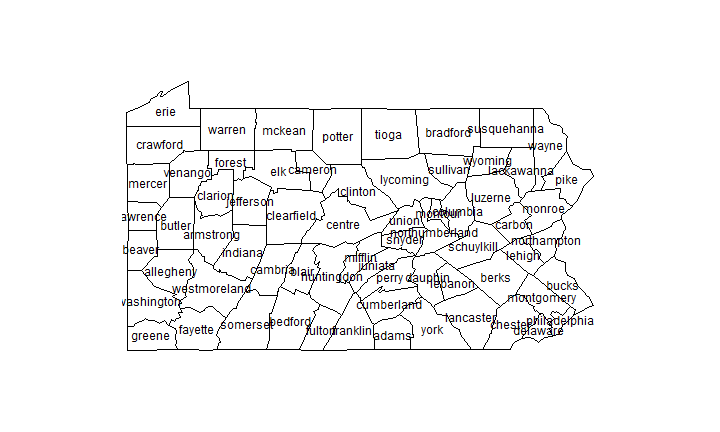 erie
warren
mckean
potter
tioga
bradford
susquehanna
crawford
wayne
forest
wyoming
venango
elk
cameron
sullivan
lackawanna
mercer
lycoming
pike
clarion
jefferson
clinton
luzerne
lawrence
butler
clearfield
centre
union
montour
columbia
monroe
armstrong
carbon
northumberland
beaver
indiana
snyder
schuylkill
northampton
mifflin
lehigh
allegheny
cambria
blair
huntingdon
juniata
perry
dauphin
lebanon
berks
westmoreland
bucks
washington
cumberland
montgomery
greene
fayette
somerset
bedford
fulton
franklin
adams
york
lancaster
chester
philadelphia
delaware